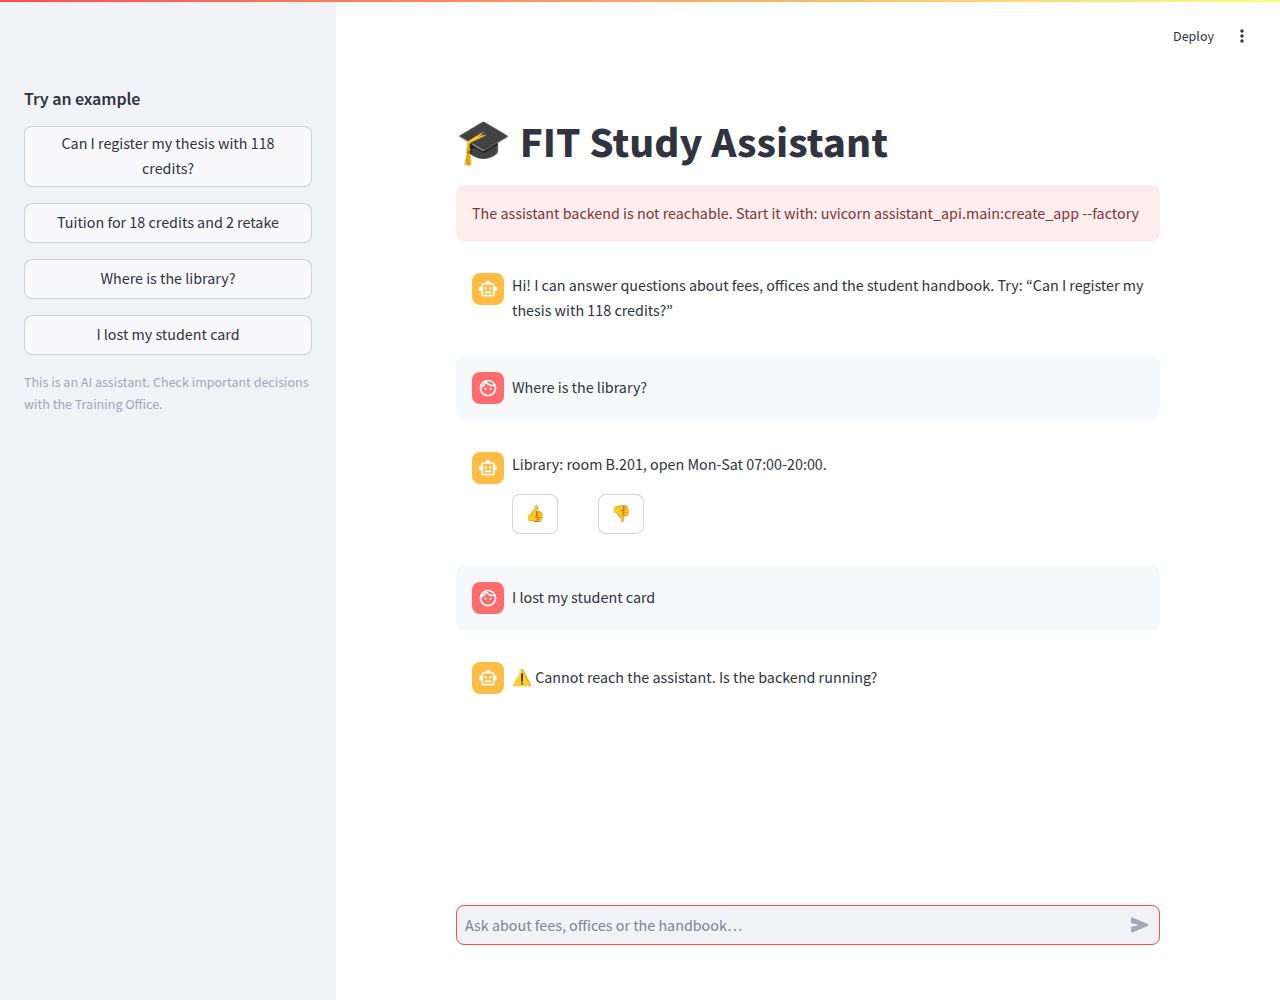 Deploy
Try an example
Can I register my thesis with 118
credits?
Tuition for 18 credits and 2 retake
Where is the library?
I lost my student card
This is an AI assistant. Check important decisions
with the Training Office.
🎓 FIT Study Assistant
The assistant backend is not reachable. Start it with: uvicorn assistant_api.main:create_app --factory
Hi! I can answer questions about fees, offices and the student handbook. Try: “Can I register my
thesis with 118 credits?”
Where is the library?
Library: room B.201, open Mon-Sat 07:00-20:00.
👍 👎
I lost my student card
⚠️ Cannot reach the assistant. Is the backend running?
Ask about fees, offices or the handbook…